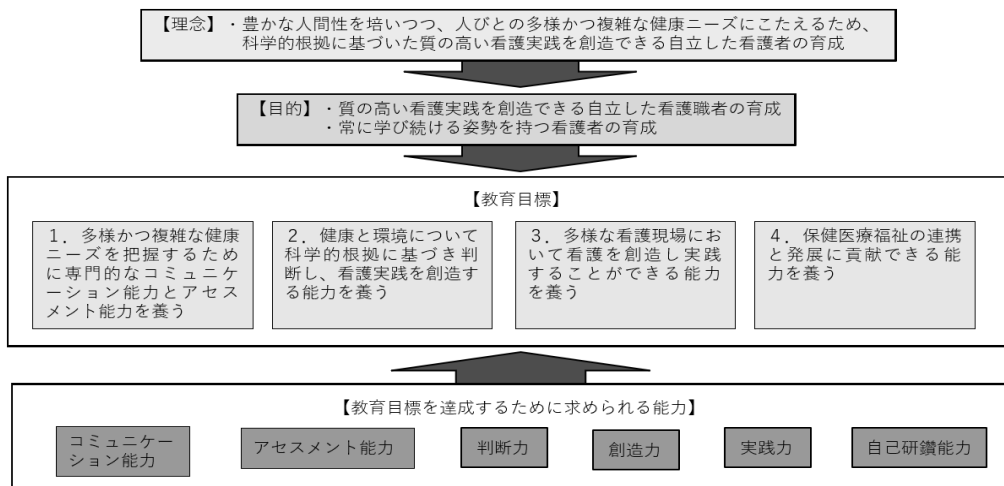 【理念】・豊かな人間性を培いつつ、人びとの多様かつ複雑な健康ニーズにこたえるため、
科学的根拠に基づいた質の高い看護実践を創造できる自立した看護者の育成
【目的】・質の高い看護実践を創造できる自立した看護職者の育成
・常に学び続ける姿勢を持つ看護者の育成
【教育目標】
１．多様かつ複雑な健康
ニーズを把握するため
に専門的なコミュニケ
ーション能力とアセス
メント能力を養う
２．健康と環境について
科学的根拠に基づき判
断し、看護実践を創造す
る能力を養う
３．多様な看護現場にお
いて看護を創造し実践
することができる能力
を養う
４．保健医療福祉の連携
と発展に貢献できる能
力を養う
【教育目標を達成するために求められる能力】
コミュニケー
ション能力
アセスメント能力
判断力
創造力
実践力
自己研鑽能力